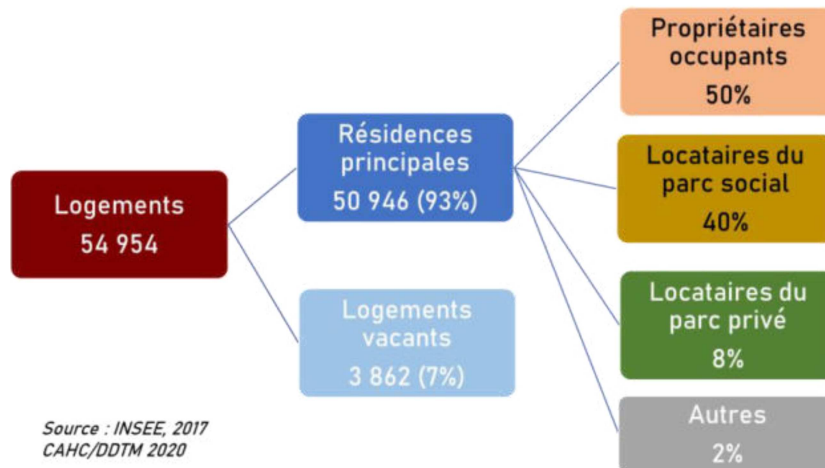 Logements
54 954
Résidences
principales
50 946 (93%)
Logements
vacants
3 862 (7%)
Propriétaires
occupants
50%
Locataires du
parc social
40%
Locataires du
parc privé
8%
Autres
2%
Source : INSEE, 2017
CAHC/DDTM 2020